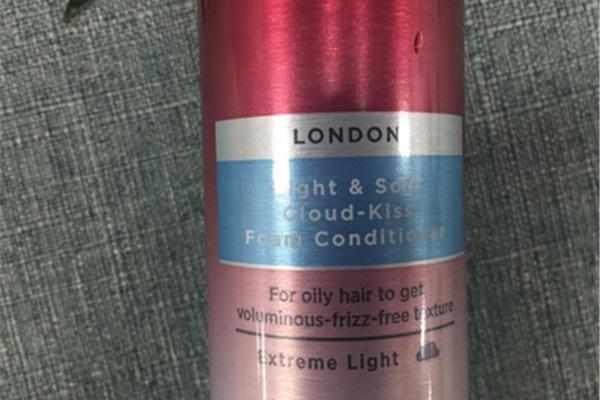 LONDON
Light & Soft
Cloud-Kiss
Foam Conditioner
For oily hair to get
voluminous-frizz-free texture
Extreme Light